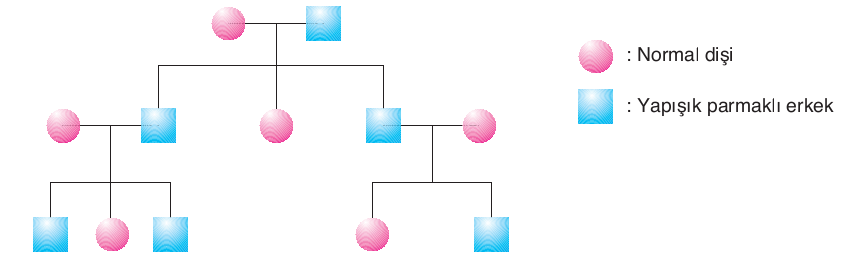 : Normal dişi
: Yapışık parmaklı erkek